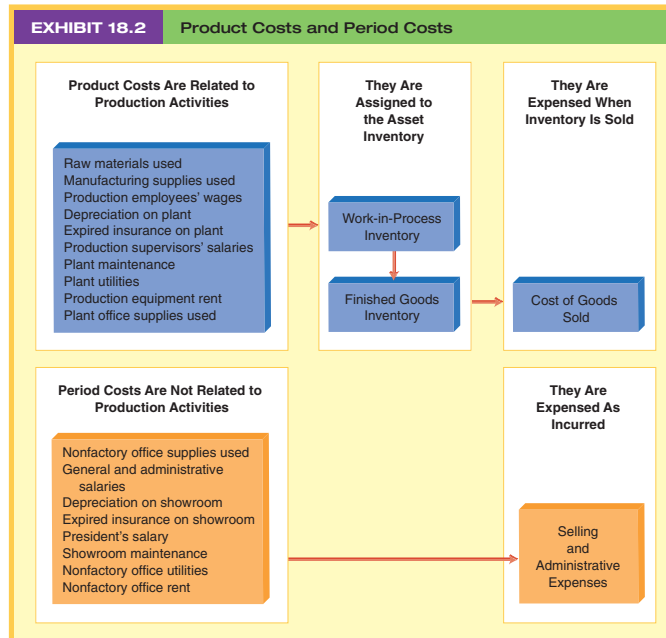 EXHIBIT 18.2 Product Costs and Period Costs
Product Costs Are Related to
Production Activities
Raw materials used
Manufacturing supplies used
Production employees' wages
Depreciation on plant
Expired insurance on plant
Production supervisors' salaries
Plant maintenance
Plant utilities
Production equipment rent
Plant office supplies used
They Are
Assigned to
the Asset
Inventory
Work-in-Process
Inventory
Finished Goods
Inventory
They Are
Expensed When
Inventory Is Sold
Cost of Goods
Sold
Period Costs Are Not Related to
Production Activities
Nonfactory office supplies used
General and administrative
salaries
Depreciation on showroom
Expired insurance on showroom
President's salary
Showroom maintenance
Nonfactory office utilities
Nonfactory office rent
They Are
Expensed As
Incurred
Selling
and
Administrative
Expenses